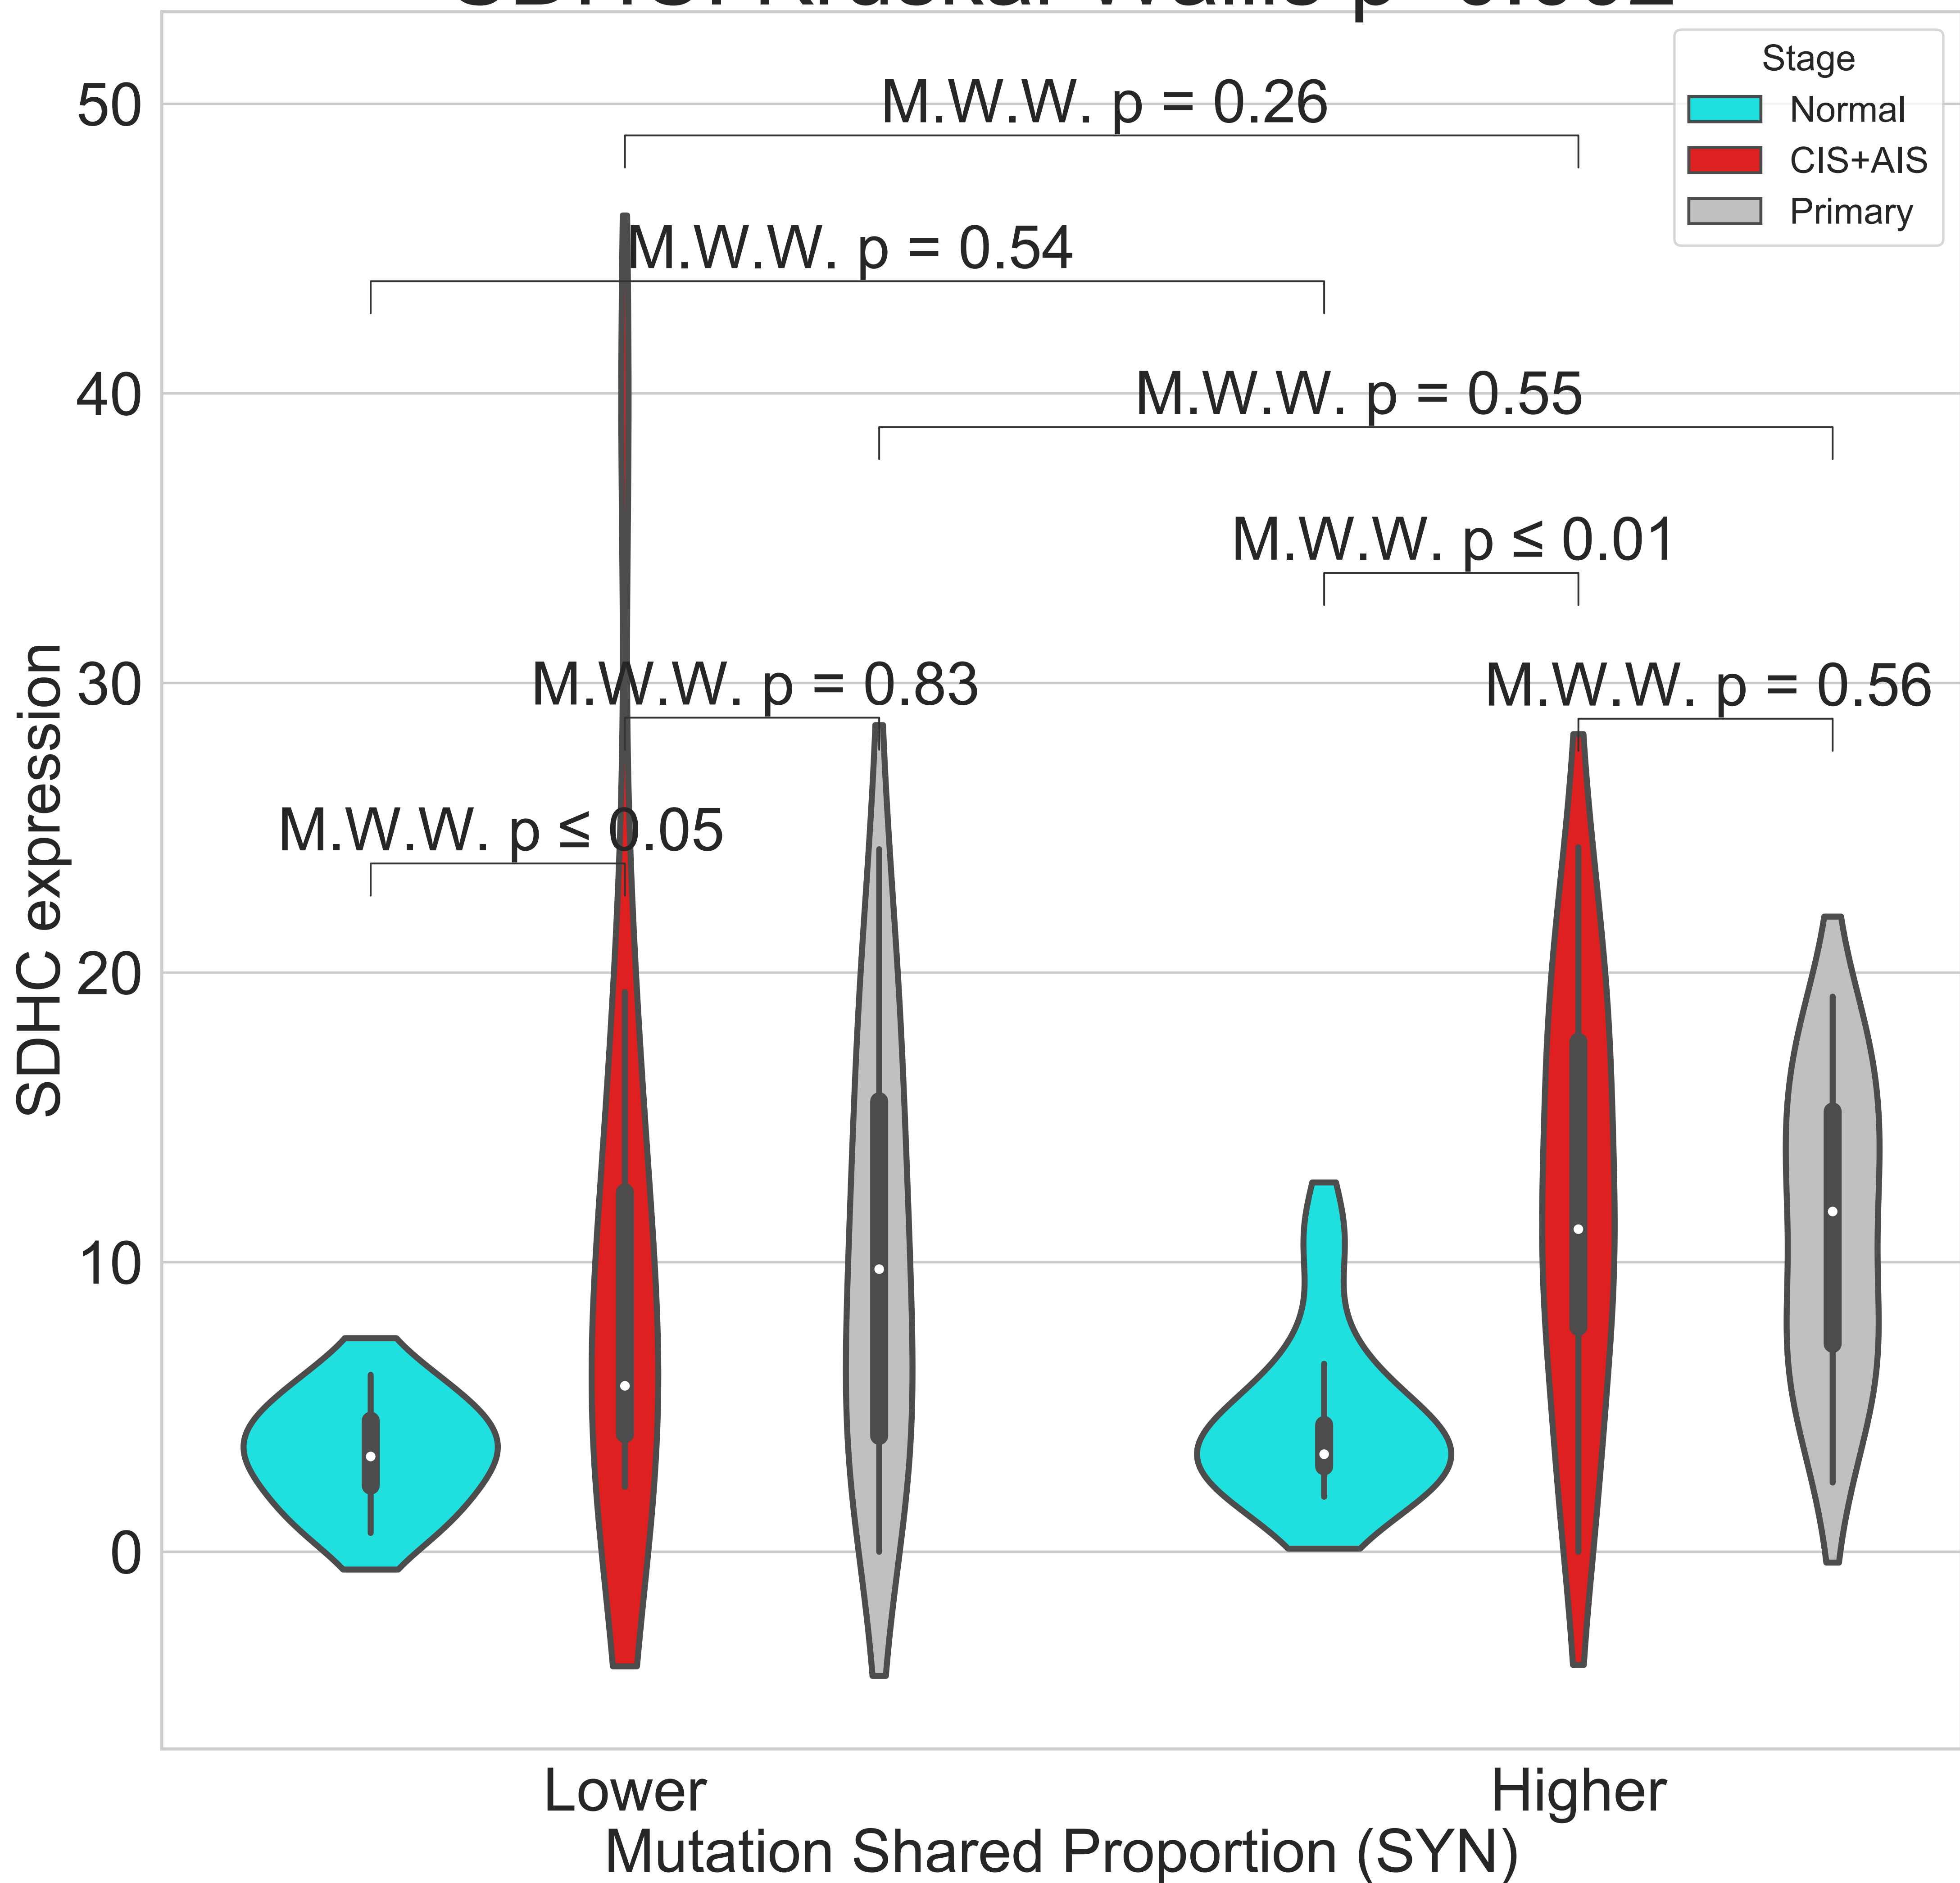 Stage
Normal
CIS+AIS
Primary
M.W.W. p = 0.26
M.W.W. p = 0.54
M.W.W. p = 0.55
M.W.W. p ≤ 0.01
M.W.W. p = 0.83
M.W.W. p = 0.56
M.W.W. p ≤ 0.05
50
40
30
20
10
0
SDHC expression
Lower
Higher
Mutation Shared Proportion (SYN)